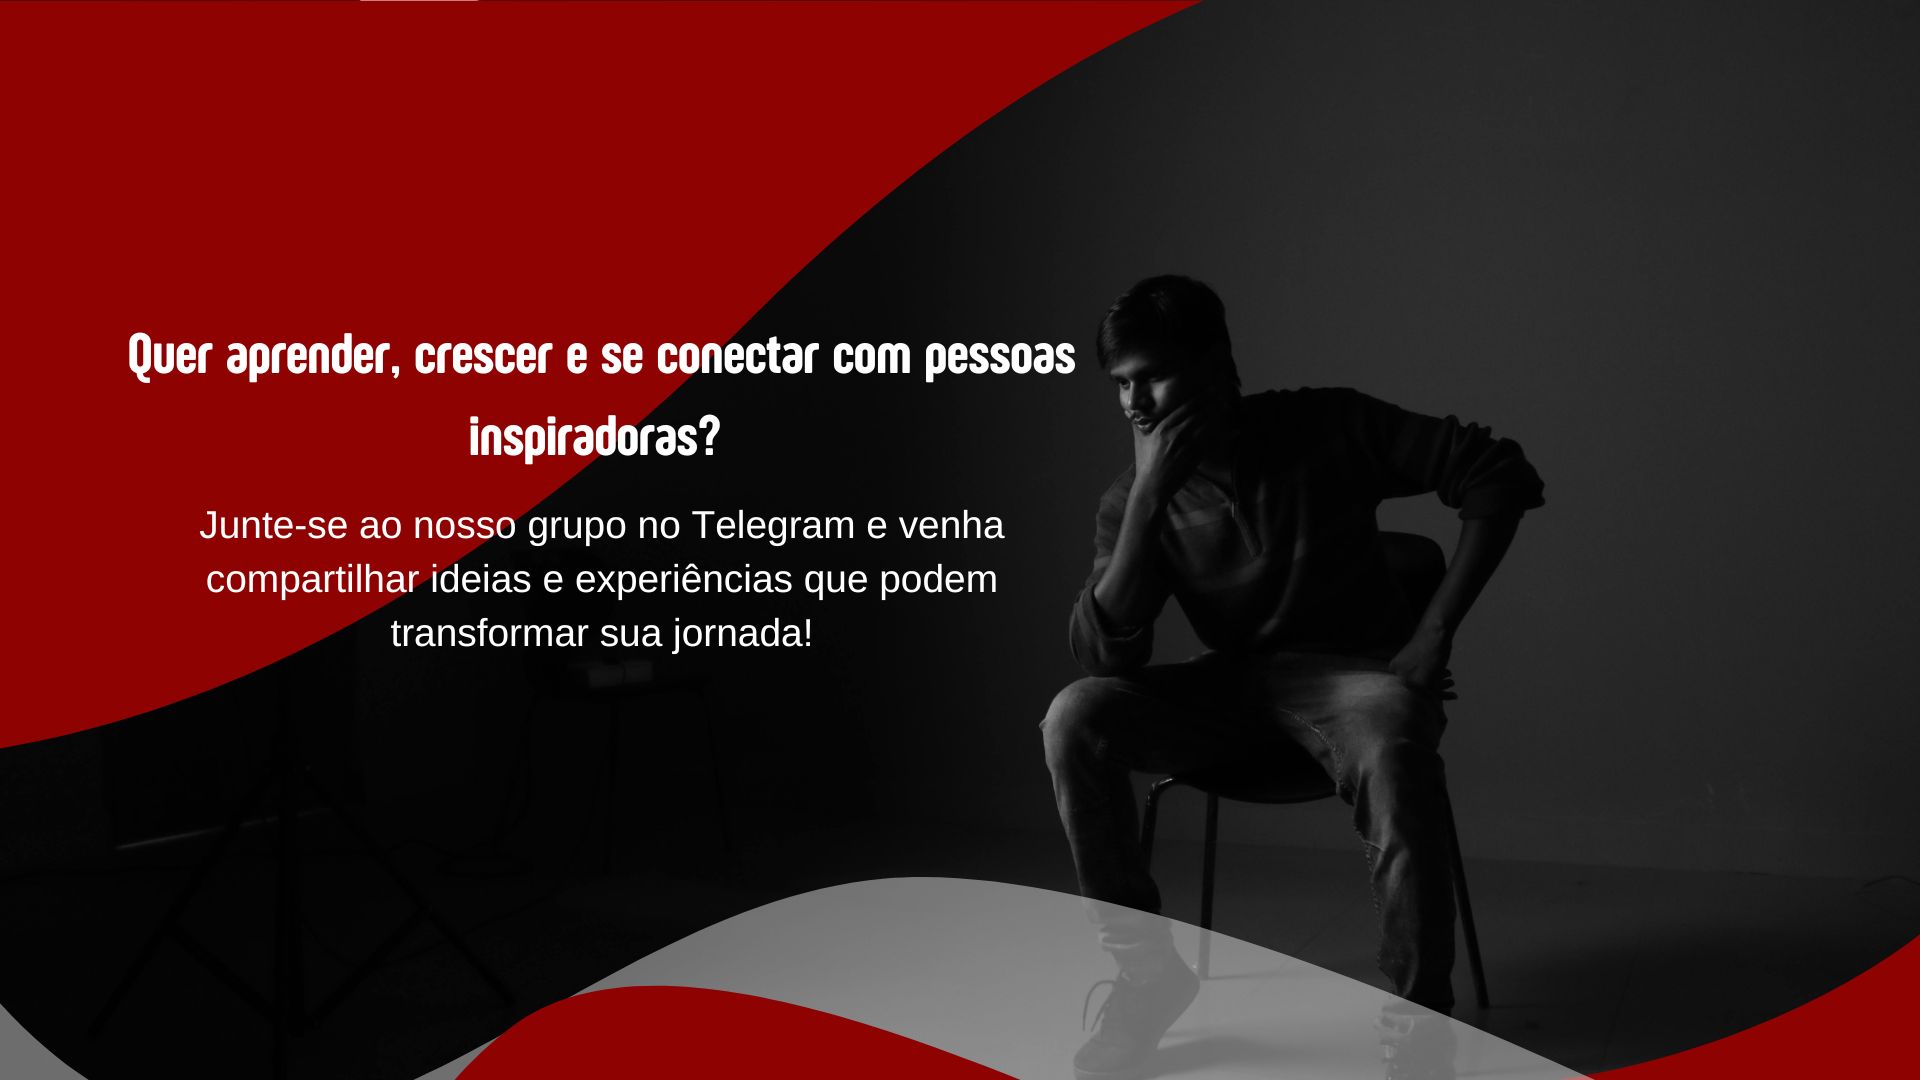 Quer aprender, crescer e se conectar com pessoas
inspiradoras?
Junte-se ao nosso grupo no Telegram e venha
compartilhar ideias e experiências que podem
transformar sua jornada!